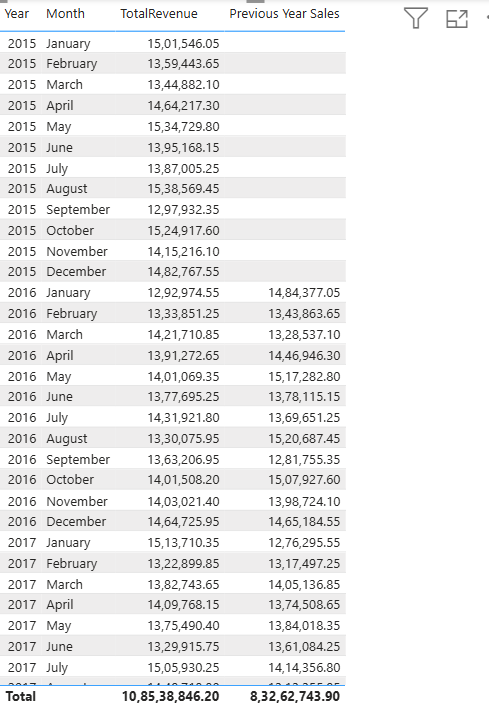 Year Month TotalRevenue Previous Year Sales
2015 January 15,01,546.05
2015 February 13,59,443.65
2015 March 13,44,882.10
2015 April 14,64,217.30
2015 May 15,34,729.80
2015 June 13,95,168.15
2015 July 13,87,005.25
2015 August 15,38,569.45
2015 September 12,97,932.35
2015 October 15,24,917.60
2015 November 14,15,216.10
2015 December 14,82,767.55
2016 January 12,92,974.55 14,84,377.05
2016 February 13,33,851.25 13,43,863.65
2016 March 14,21,710.85 13,28,537.10
2016 April 13,91,272.65 14,46,946.30
2016 May 14,01,069.35 15,17,282.80
2016 June 13,77,695.25 13,78,115.15
2016 July 14,31,921.80 13,69,651.25
2016 August 13,30,075.95 15,20,687.45
2016 September 13,63,206.95 12,81,755.35
2016 October 14,01,508.20 15,07,927.60
2016 November 14,03,021.40 13,98,724.10
2016 December 14,64,725.95 14,65,184.55
2017 January 15,13,710.35 12,76,295.55
2017 February 13,22,899.85 13,17,497.25
2017 March 13,82,743.65 14,05,136.85
2017 April 14,09,768.15 13,74,508.65
2017 May 13,75,490.40 13,84,018.35
2017 June 13,29,915.75 13,61,084.25
2017 July 15,05,930.25 14,14,356.80
Total 10,85,38,846.20 8,32,62,743.90